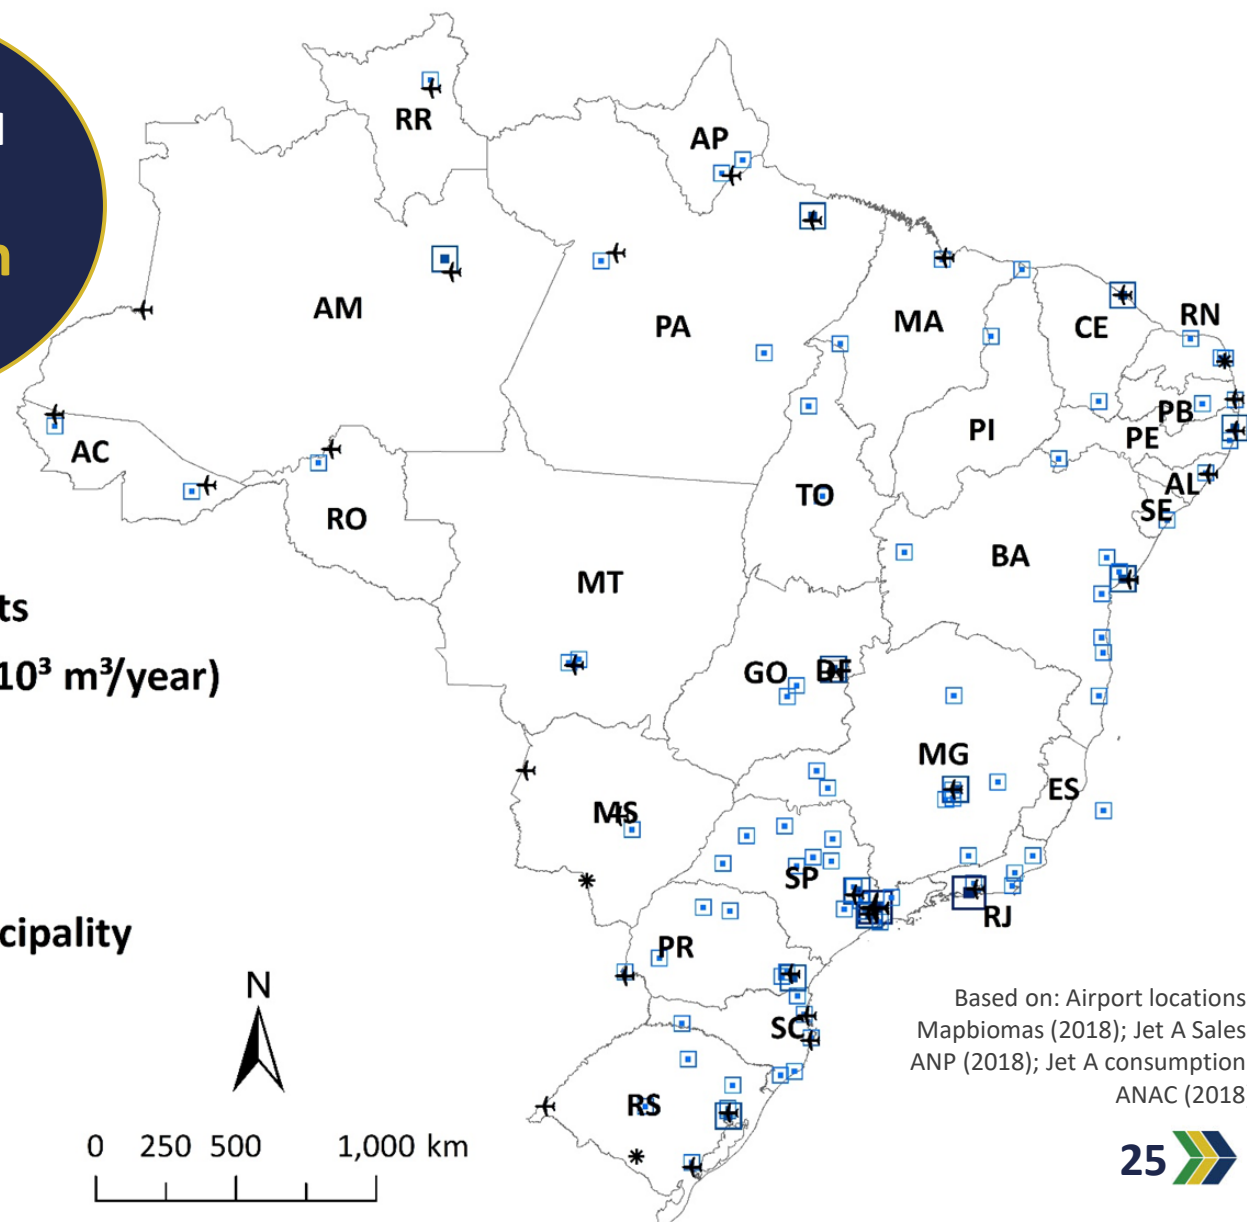 RR
AP
AM
PA
MA
CE
RN
PB
PE
PI
AL
SE
AC
RO
TO
BA
MT
ts
10³ m³/year)
GO
DF
MG
ES
MS
SP
RJ
cipality
PR
N
SC
RS
Based on: Airport locations
Mapbiomas (2018); Jet A Sales
ANP (2018); Jet A consumption
ANAC (2018
0 250 500 1,000 km
25